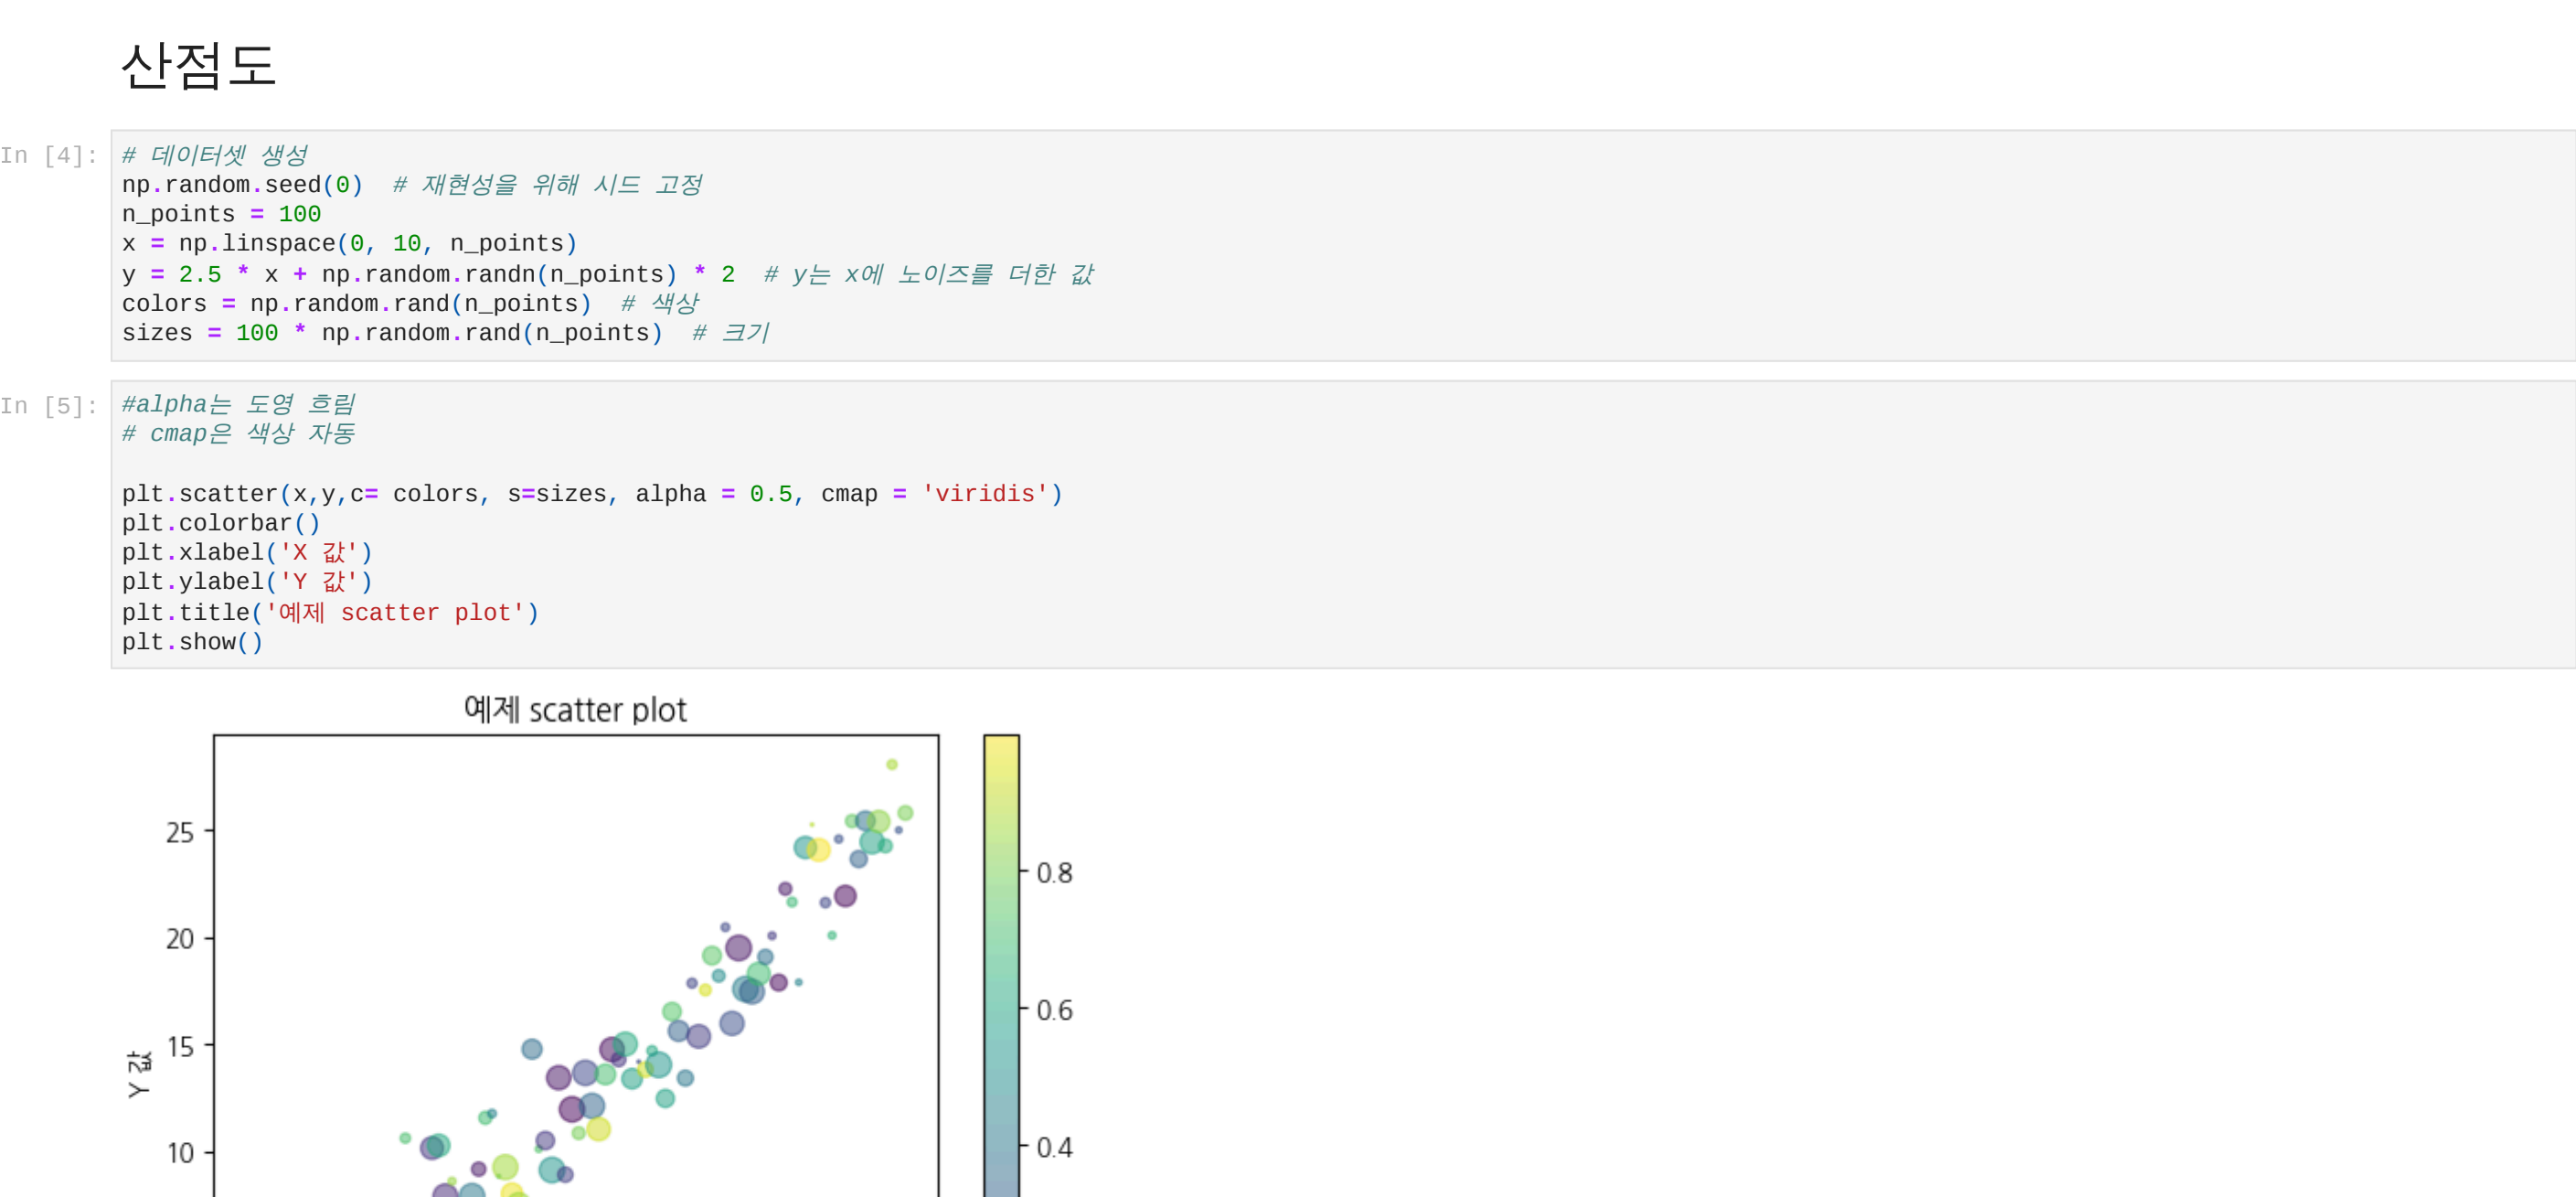 산점도
In [4]:
# 데이터셋 생성
np.random.seed(0)  # 재현성을 위해 시드 고정
n_points = 100
x = np.linspace(0, 10, n_points)
y = 2.5 * x + np.random.randn(n_points) * 2  # y는 x에 노이즈를 더한 값
colors = np.random.rand(n_points)  # 색상
sizes = 100 * np.random.rand(n_points)  # 크기
In [5]:
#alpha는 도영 흐림
# cmap은 색상 자동
plt.scatter(x,y,c= colors, s=sizes, alpha = 0.5, cmap = 'viridis')
plt.colorbar()
plt.xlabel('X 값')
plt.ylabel('Y 값')
plt.title('예제 scatter plot')
plt.show()
예제 scatter plot
25
20
15
10
Y 값
0.8
0.6
0.4